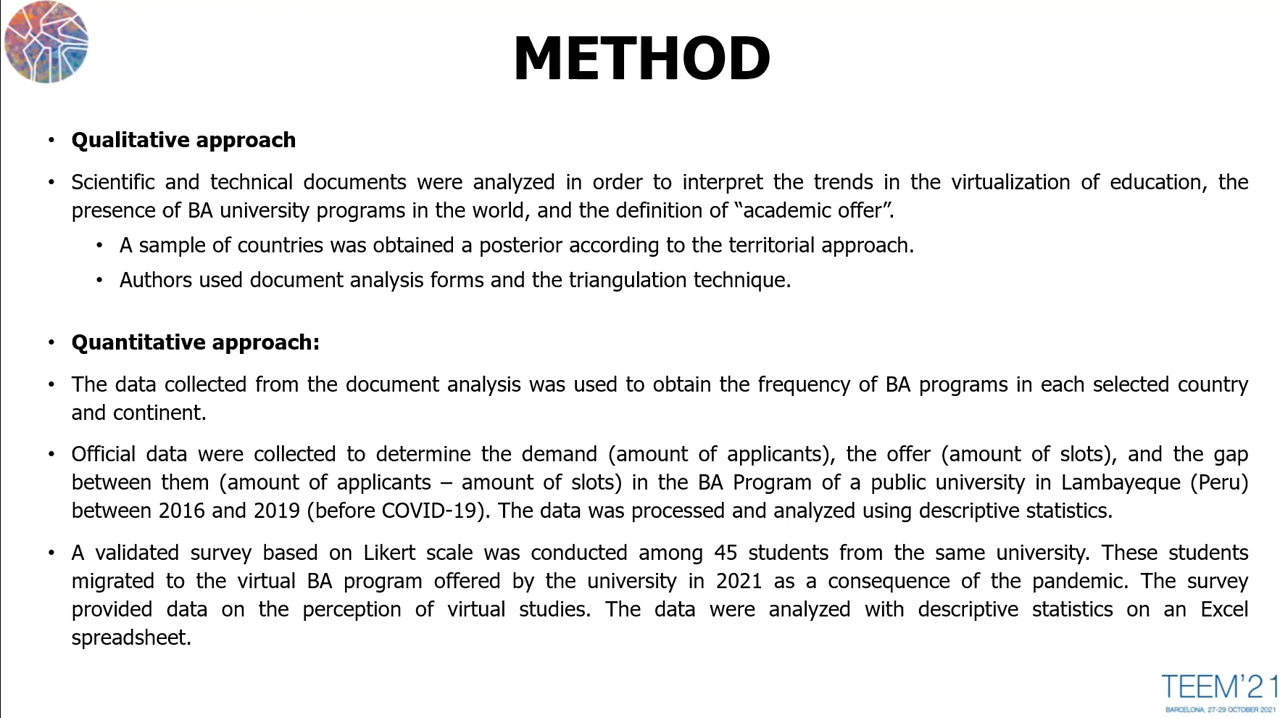 METHOD
• Qualitative approach
• Scientific and technical documents were analyzed in order to interpret the trends in the virtualization of education, the
presence of BA university programs in the world, and the definition of “academic offer”.
• A sample of countries was obtained a posterior according to the territorial approach.
• Authors used document analysis forms and the triangulation technique.
• Quantitative approach:
• The data collected from the document analysis was used to obtain the frequency of BA programs in each selected country
and continent.
• Official data were collected to determine the demand (amount of applicants), the offer (amount of slots), and the gap
between them (amount of applicants – amount of slots) in the BA Program of a public university in Lambayeque (Peru)
between 2016 and 2019 (before COVID-19). The data was processed and analyzed using descriptive statistics.
• A validated survey based on Likert scale was conducted among 45 students from the same university. These students
migrated to the virtual BA program offered by the university in 2021 as a consequence of the pandemic. The survey
provided data on the perception of virtual studies. The data were analyzed with descriptive statistics on an Excel
spreadsheet.
TEEM’21
BARCELONA, 27-29 OCTOBER 2021